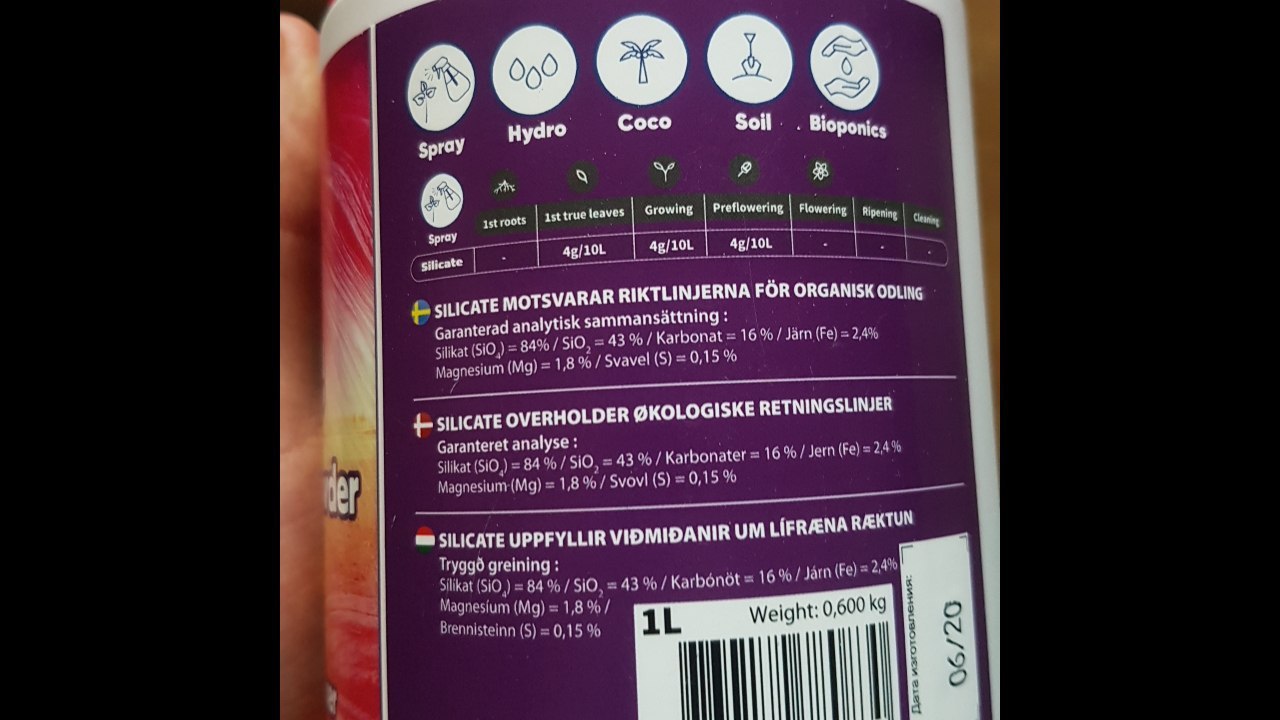 Spray Hydro Coco Soil Bioponics
1st roots 1st true leaves Growing Preflowering Flowering Ripening Cleaning
Spray
Silicate - 4g/10L 4g/10L 4g/10L - - -
SILICATE MOTSVARAR RIKTLINJERNA FÖR ORGANISK ODLING
Garanterad analytisk sammansättning :
Silikat (SiO4) = 84% / SiO2 = 43 % / Karbonat = 16 % / Järn (Fe) = 2,4%
Magnesium (Mg) = 1,8 % / Svavel (S) = 0,15 %
SILICATE OVERHOLDER ØKOLOGISKE RETNINGSLINJER
Garanteret analyse :
Silikat (SiO4) = 84 % / SiO2 = 43 % / Karbonater = 16 % / Jern (Fe) = 2,4 %
Magnesium (Mg) = 1,8 % / Svovl (S) = 0,15 %
der
SILICATE UPPFYLLIR VIÐMIÐANIR UM LÍFRÆNA RÆKTUN
Tryggð greining :
Sílikat (SiO4) = 84 % / SiO2 = 43 % / Karbónöt = 16 % / Járn (Fe) = 2,4%
Magnesíum (Mg) = 1,8 % /
Brennisteinn (S) = 0,15 %
1L Weight: 0,600 kg
Дата изготовления:
06/20